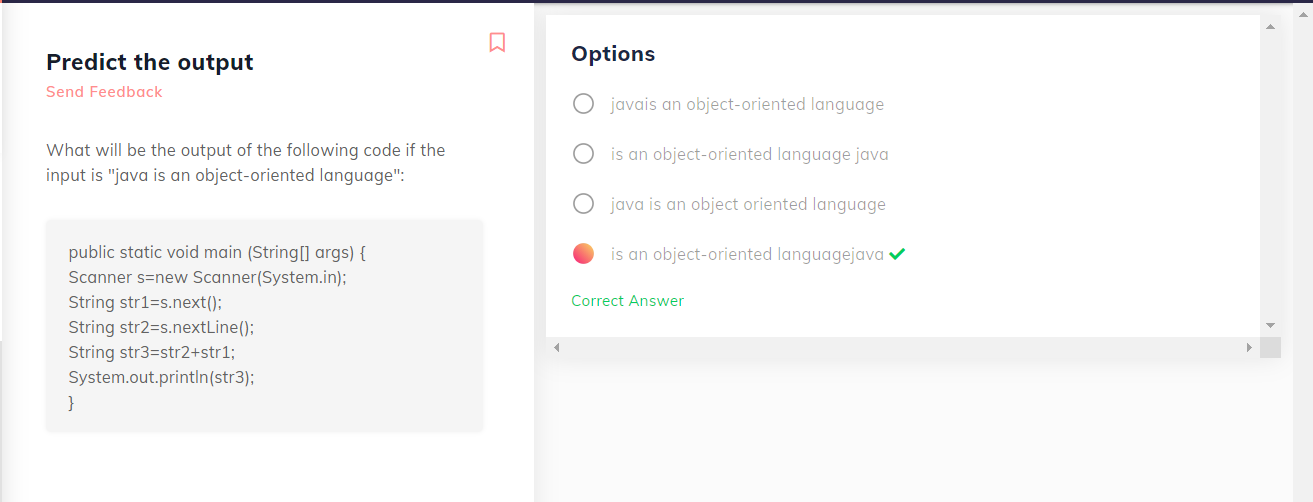 Predict the output
Send Feedback
What will be the output of the following code if the
input is "java is an object-oriented language":
public static void main (String[] args) {
Scanner s=new Scanner(System.in);
String str1=s.next();
String str2=s.nextLine();
String str3=str2+str1;
System.out.println(str3);
}
Options
javais an object-oriented language
is an object-oriented language java
java is an object oriented language
is an object-oriented languagejava
Correct Answer